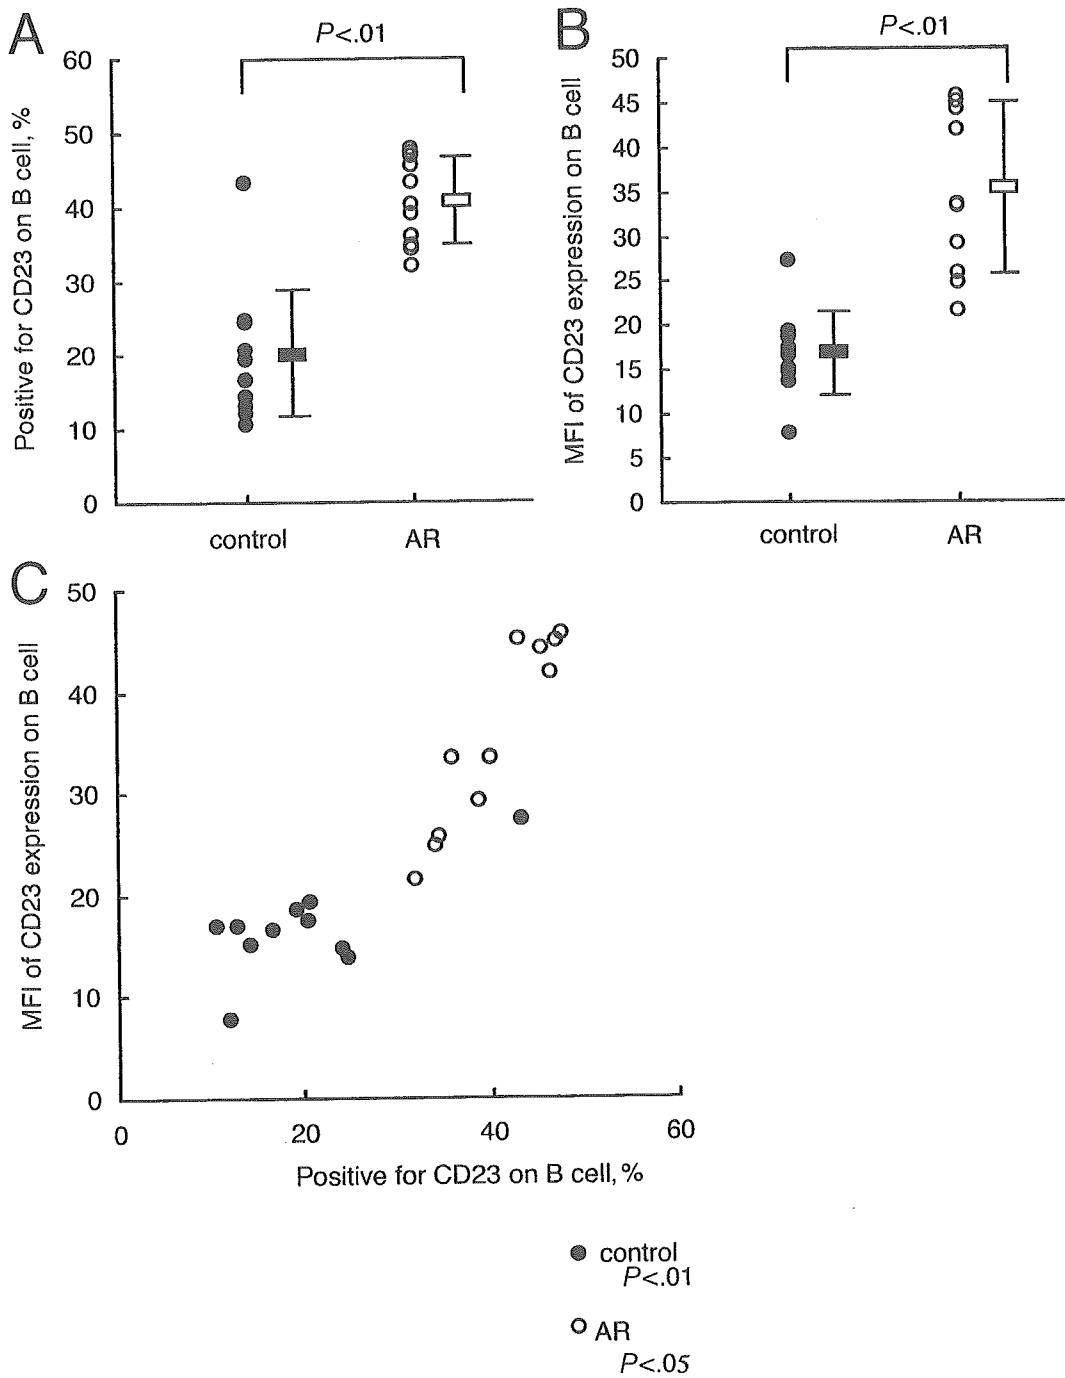 A
P<.01
60
50
40
30
20
10
0
Positive for CD23 on B cell, %
control
AR
B
P<.01
50
45
40
35
30
25
20
15
10
5
0
MFI of CD23 expression on B cell
control
AR
C
50
40
30
20
10
0
MFI of CD23 expression on B cell
0
20
40
60
Positive for CD23 on B cell, %
control
P<.01
AR
P<.05